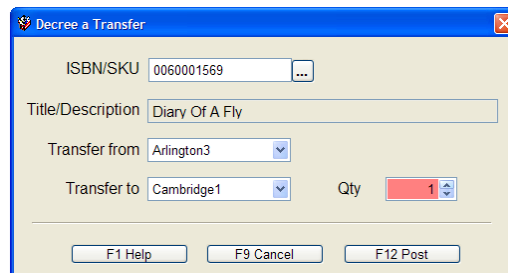 Decree a Transfer
ISBN/SKU 0060001569 ...
Title/Description Diary Of A Fly
Transfer from Arlington3
Transfer to Cambridge1 Qty 1
F1 Help F9 Cancel F12 Post